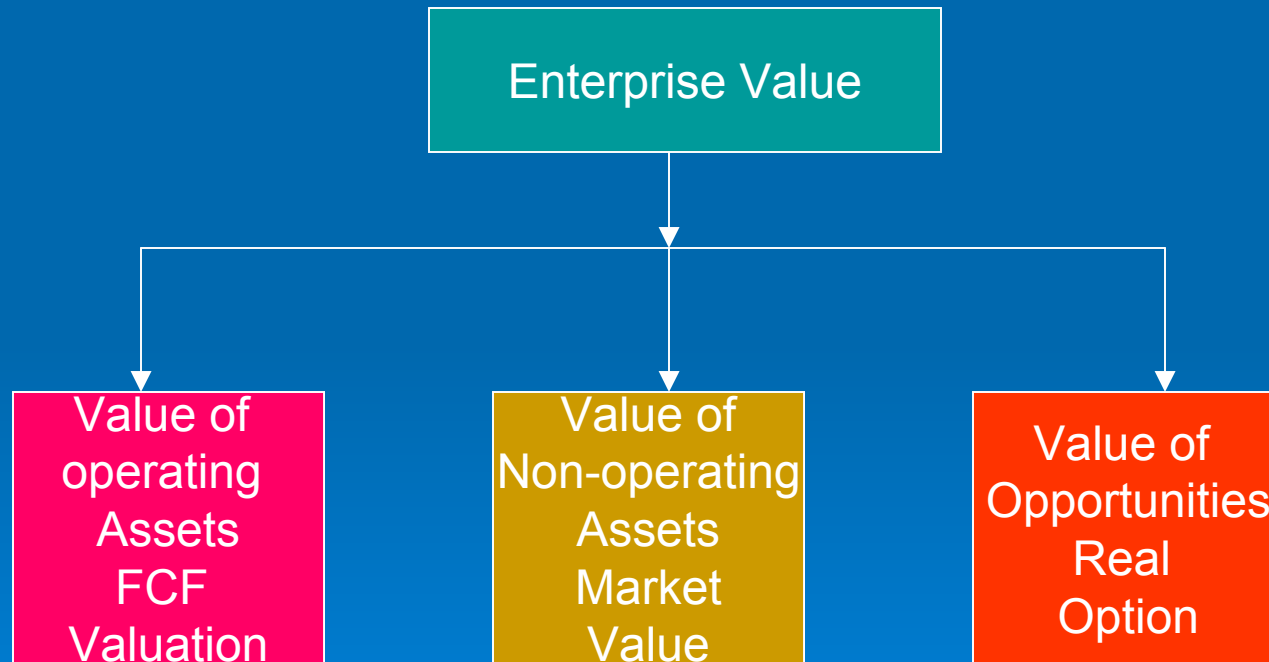 Enterprise Value
Value of
operating
Assets
FCF
Valuation
Value of
Non-operating
Assets
Market
Value
Value of
Opportunities
Real
Option